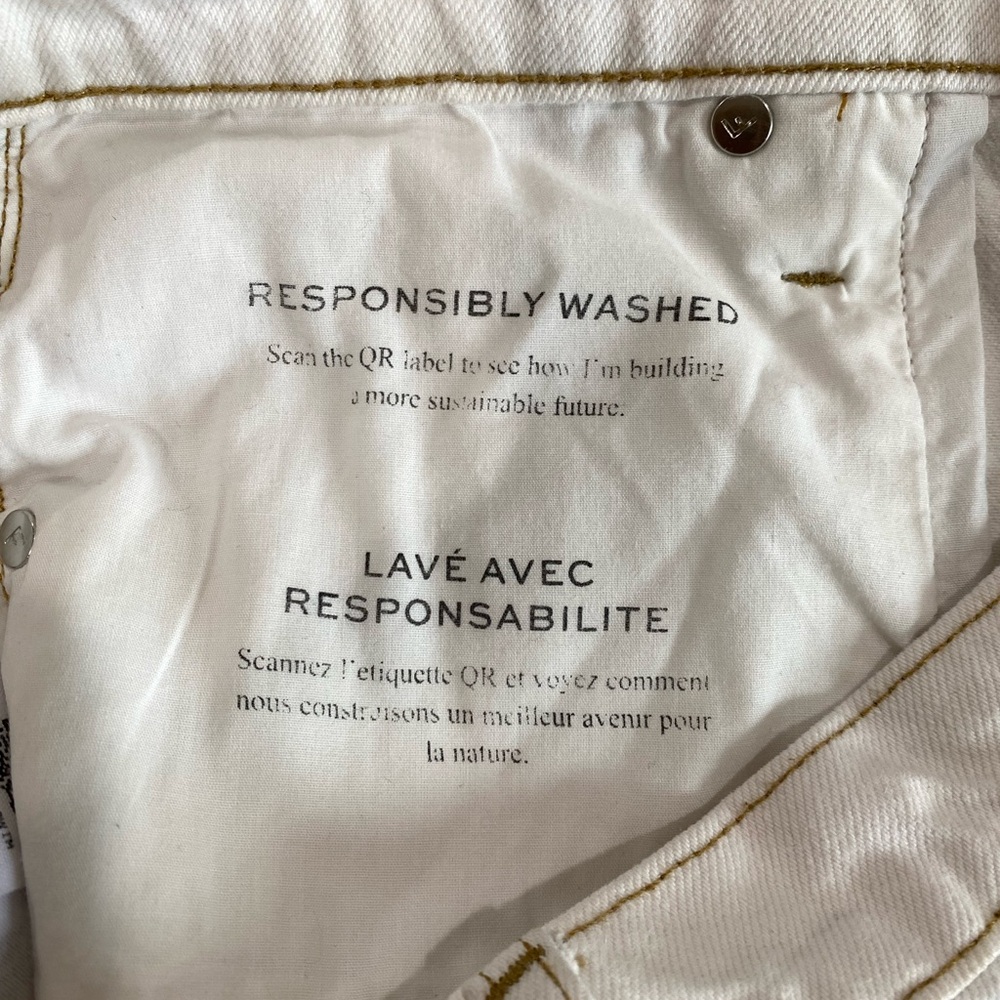 RESPONSIBLY WASHED
Scan the QR label to see how I'm building
a more sustainable future.
LAVÉ AVEC
RESPONSABILITE
Scannez l'etiquette QR et voyez comment
nous construisons un meilleur avenir pour
la nature.